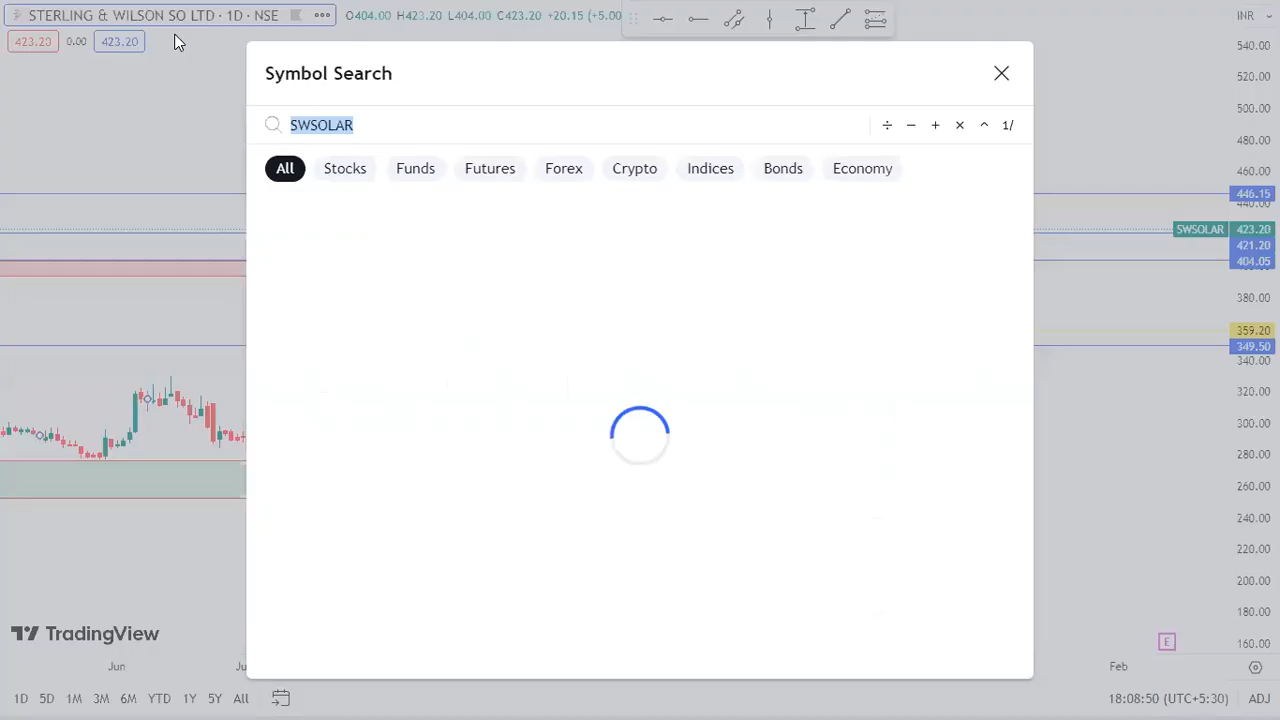 STERLING & WILSON SO LTD · 1D · NSE
O404.00 H423.20 L404.00 C423.20 +20.15 (+5.00
INR
423.20 0.00 423.20
Symbol Search
SWSOLAR
÷ − + × ^ 1/
All Stocks Funds Futures Forex Crypto Indices Bonds Economy
540.00
520.00
500.00
480.00
460.00
446.15
440.00
SWSOLAR 423.20
421.20
404.05
380.00
359.20
349.50
340.00
320.00
300.00
280.00
260.00
240.00
220.00
200.00
180.00
160.00
TradingView
E
Jun
Feb
1D 5D 1M 3M 6M YTD 1Y 5Y All
18:08:50 (UTC+5:30) ADJ